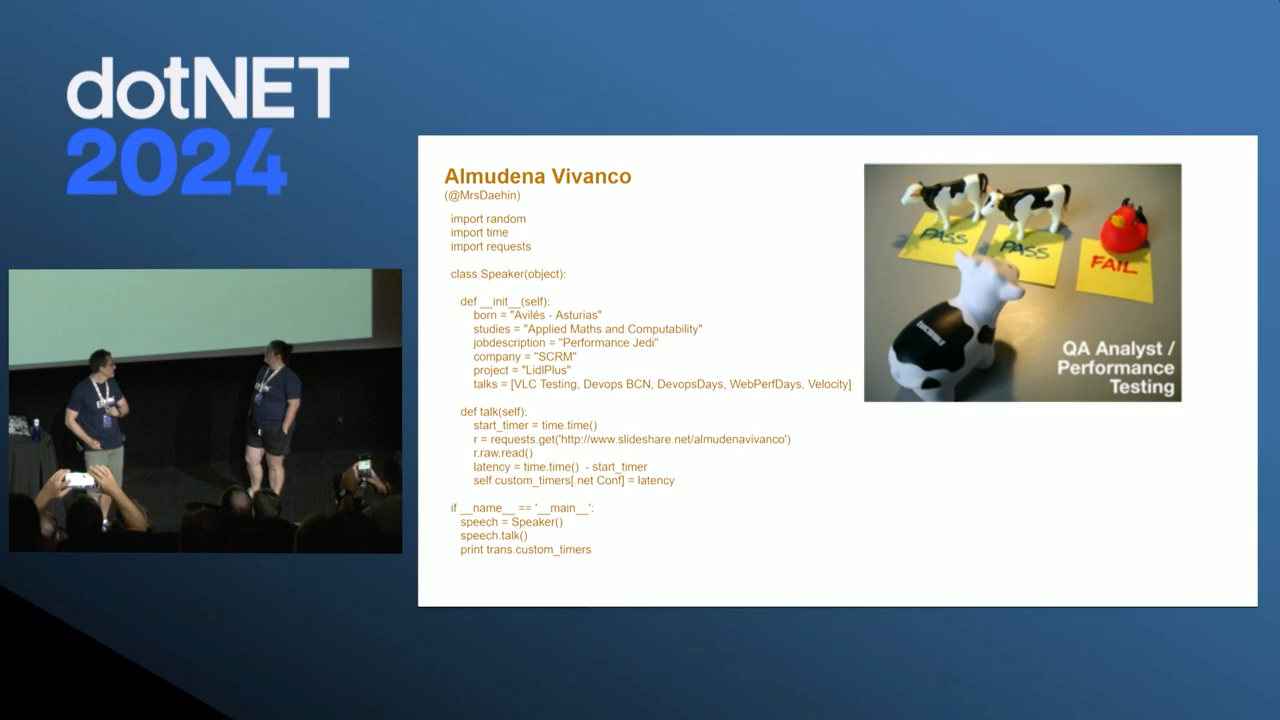 dotNET
2024
Almudena Vivanco
(@MrsDaehin)
import random
import time
import requests
class Speaker(object):
def __init__(self):
born = "Avilés - Asturias"
studies = "Applied Maths and Computability"
jobdescription = "Performance Jedi"
company = "SCRM"
project = "LidlPlus"
talks = [VLC Testing, Devops BCN, DevopsDays, WebPerfDays, Velocity]
def talk(self):
start_timer = time.time()
r = requests.get('http://www.slideshare.net/almudenavivanco')
r.raw.read()
latency = time.time()  - start_timer
self.custom_timers[.net Conf] = latency
if __name__ == '__main__':
speech = Speaker()
speech.talk()
print trans.custom_timers
PASS
PASS
FAIL
QA Analyst /
Performance
Testing